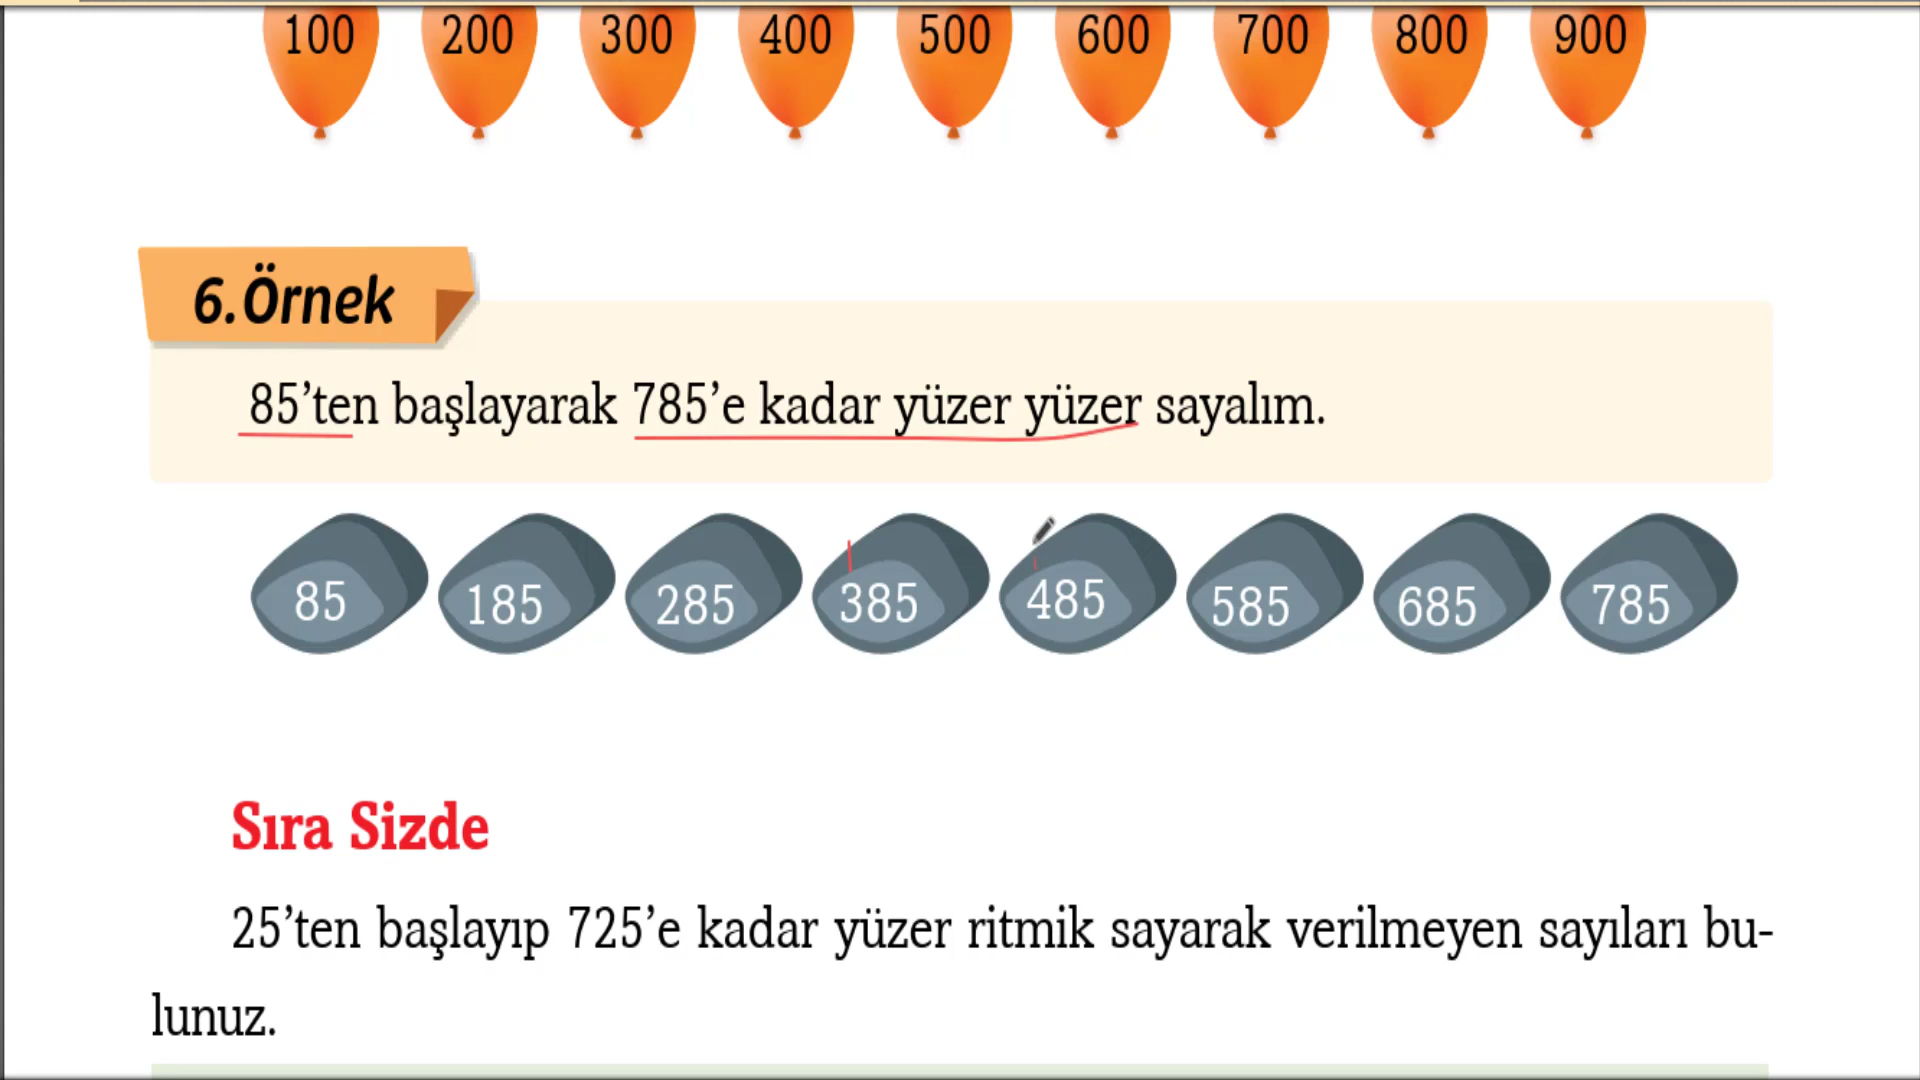 100 200 300 400 500 600 700 800 900
6.Örnek
85’ten başlayarak 785’e kadar yüzer yüzer sayalım.
85 185 285 385 485 585 685 785
Sıra Sizde
25’ten başlayıp 725’e kadar yüzer ritmik sayarak verilmeyen sayıları bu-
lunuz.